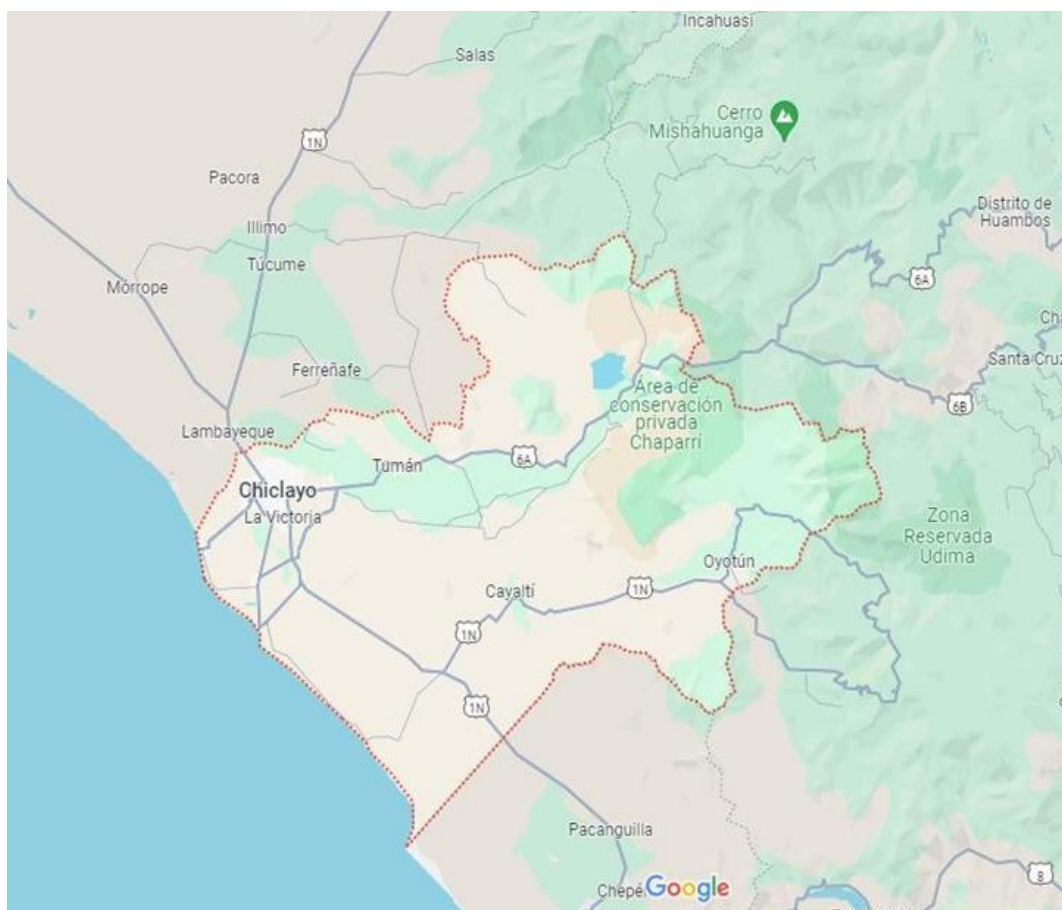 Incahuasi
Salas
Cerro
Mishahuanga
1N
Pacora
Distrito de
Huambos
Illimo
Túcume
6A
Mórrope
Santa Cruz
Ferreñafe
Área de
conservación
privada
Chaparrí
6B
Lambayeque
Tumán
6A
Chiclayo
La Victoria
Zona
Reservada
Udima
Oyotún
Cayaltí
1N
1N
1N
Pacanguilla
8
Google